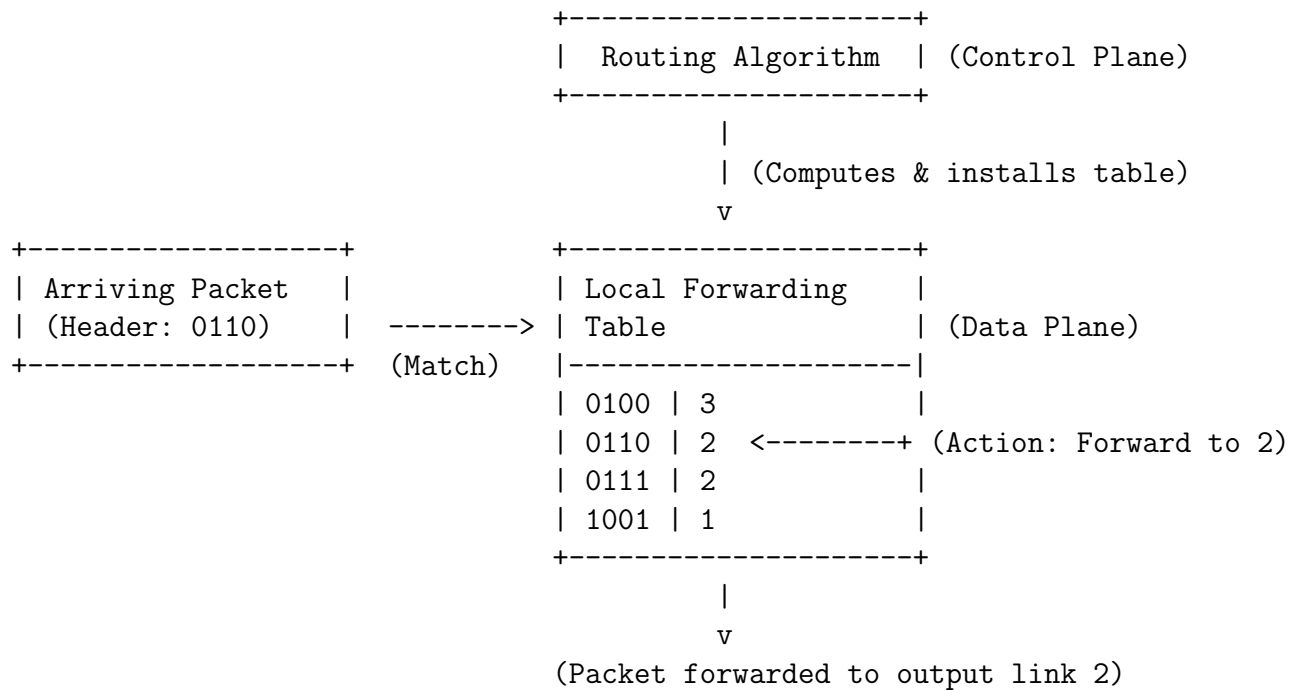 +---------------------+
|  Routing Algorithm  | (Control Plane)
+---------------------+
|
| (Computes & installs table)
v
+-------------------+            +---------------------+
| Arriving Packet   |            | Local Forwarding    |
| (Header: 0110)    |  --------> | Table               | (Data Plane)
+-------------------+  (Match)   |---------------------|
| 0100 | 3            |
| 0110 | 2  <--------+ (Action: Forward to 2)
| 0111 | 2            |
| 1001 | 1            |
+---------------------+
|
v
(Packet forwarded to output link 2)